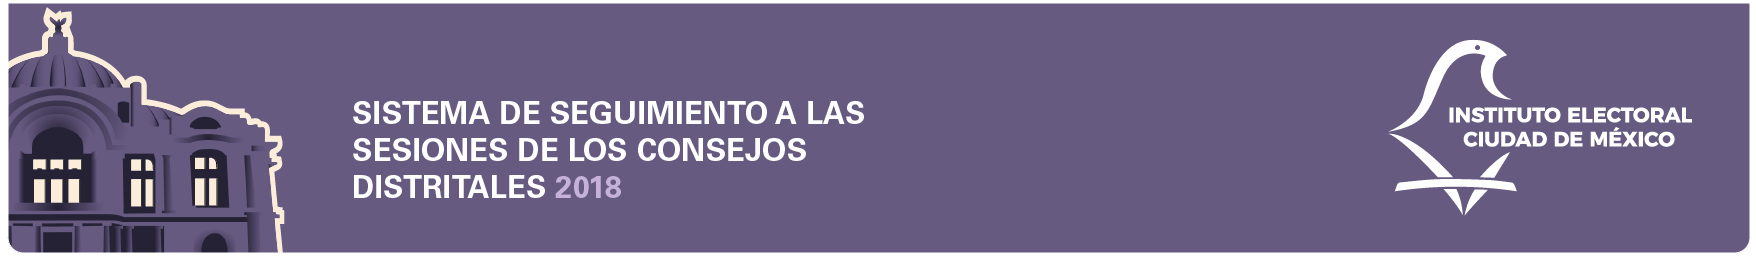 SISTEMA DE SEGUIMIENTO A LAS
SESIONES DE LOS CONSEJOS
DISTRITALES 2018
INSTITUTO ELECTORAL
CIUDAD DE MÉXICO